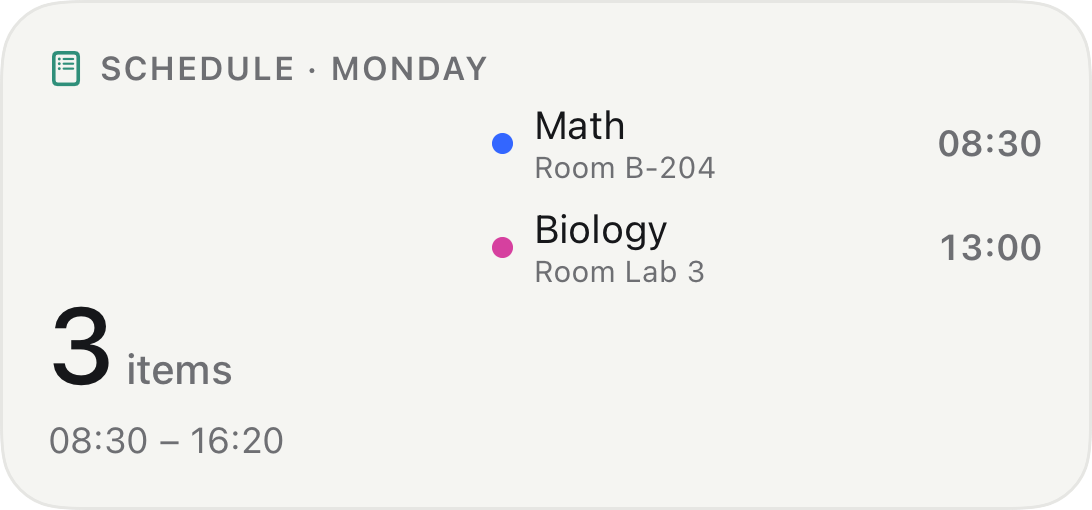 SCHEDULE · MONDAY
Math
08:30
Room B-204
Biology
13:00
Room Lab 3
3 items
08:30 – 16:20